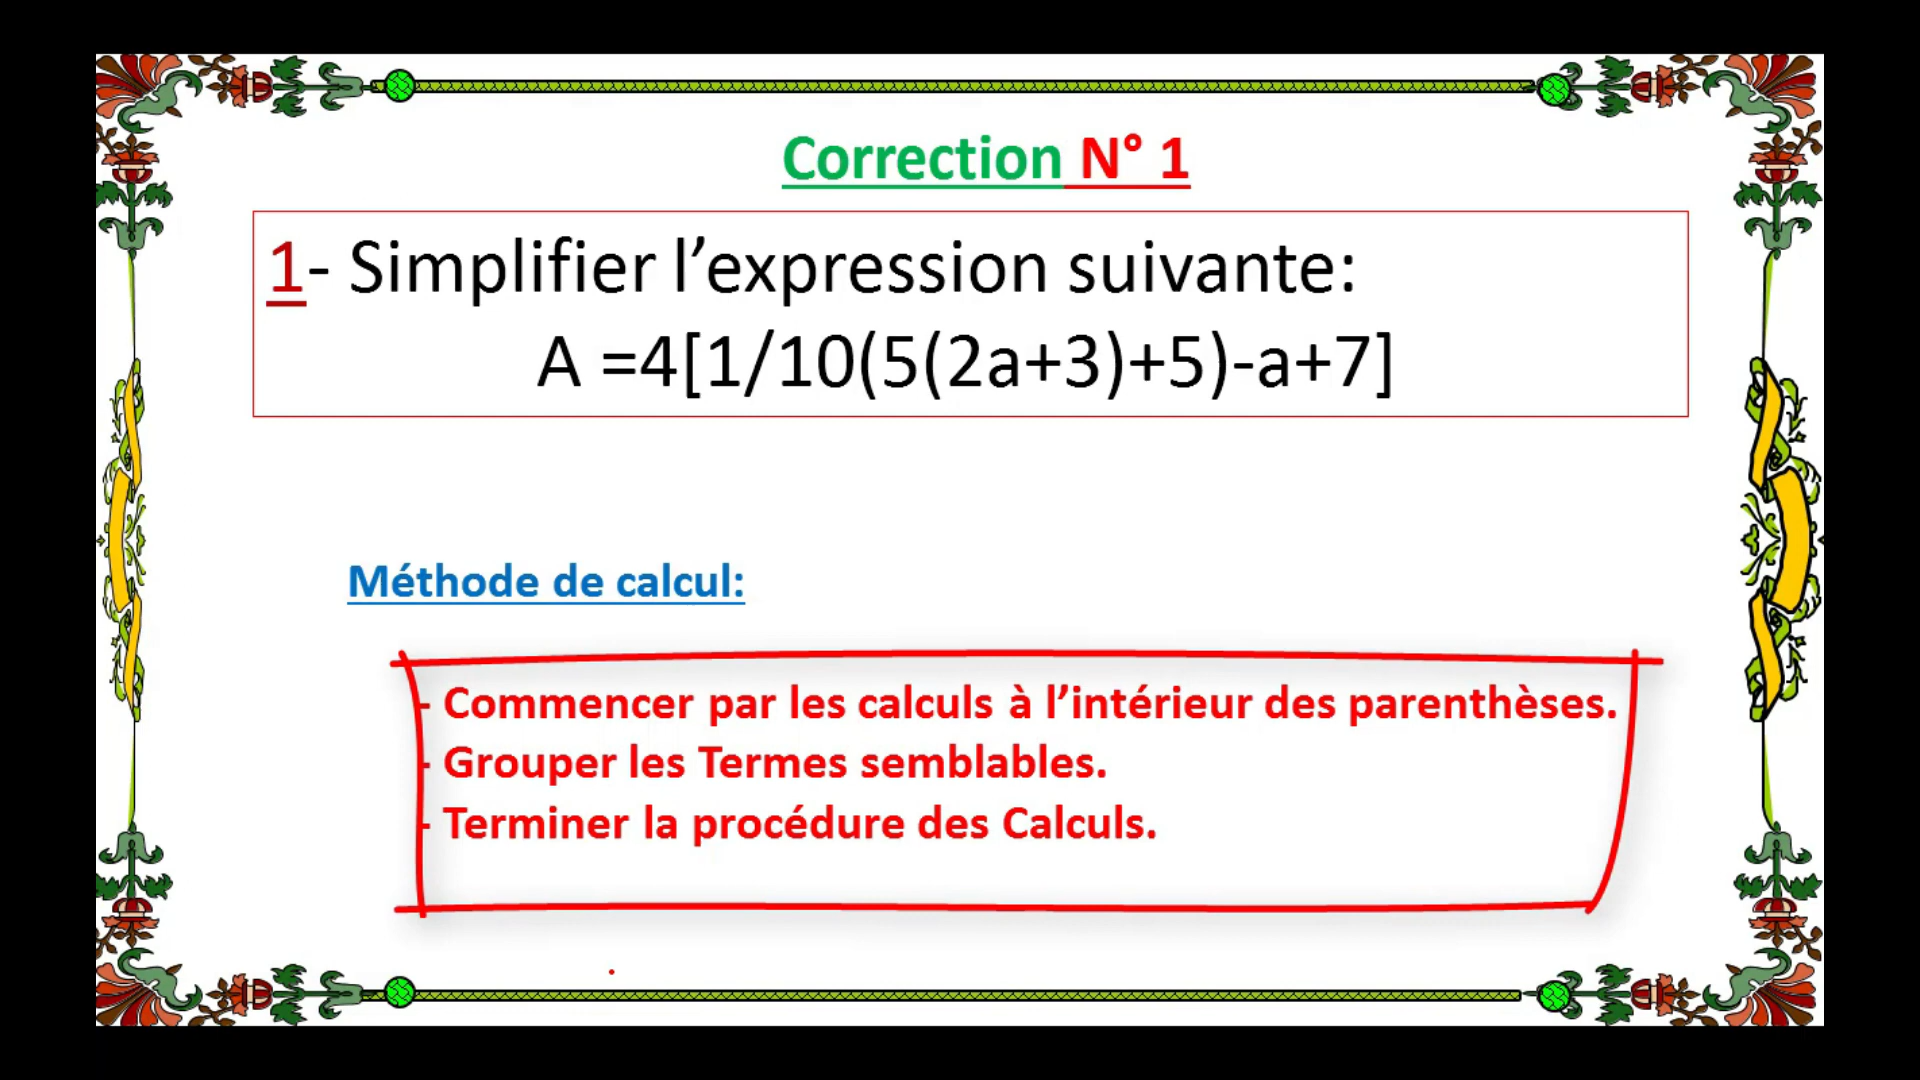 Correction N° 1
1- Simplifier l’expression suivante:
A =4[1/10(5(2a+3)+5)-a+7]
Méthode de calcul:
- Commencer par les calculs à l’intérieur des parenthèses.
- Grouper les Termes semblables.
- Terminer la procédure des Calculs.